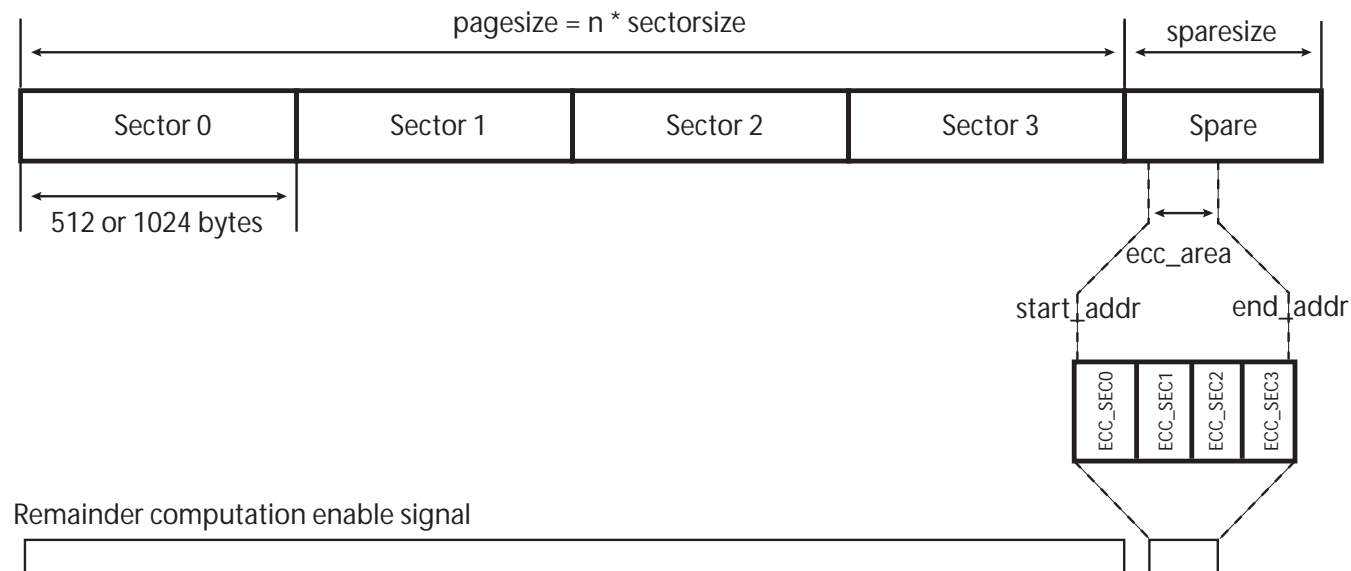 pagesize = n * sectorsize
sparesize
Sector 0
Sector 1
Sector 2
Sector 3
Spare
512 or 1024 bytes
ecc_area
start_addr
end_addr
ECC_SEC0
ECC_SEC1
ECC_SEC2
ECC_SEC3
Remainder computation enable signal